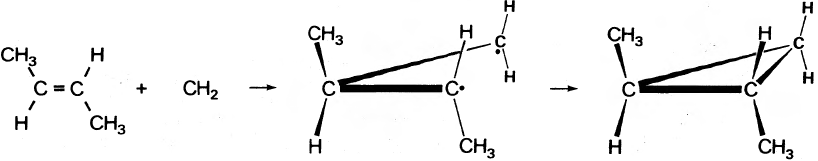 CH₃ H
C = C + CH₂ →
H CH₃
H
CH₃ H
Ċ
H
C C•
H CH₃
→
H
CH₃ H
C
H
C C
H CH₃